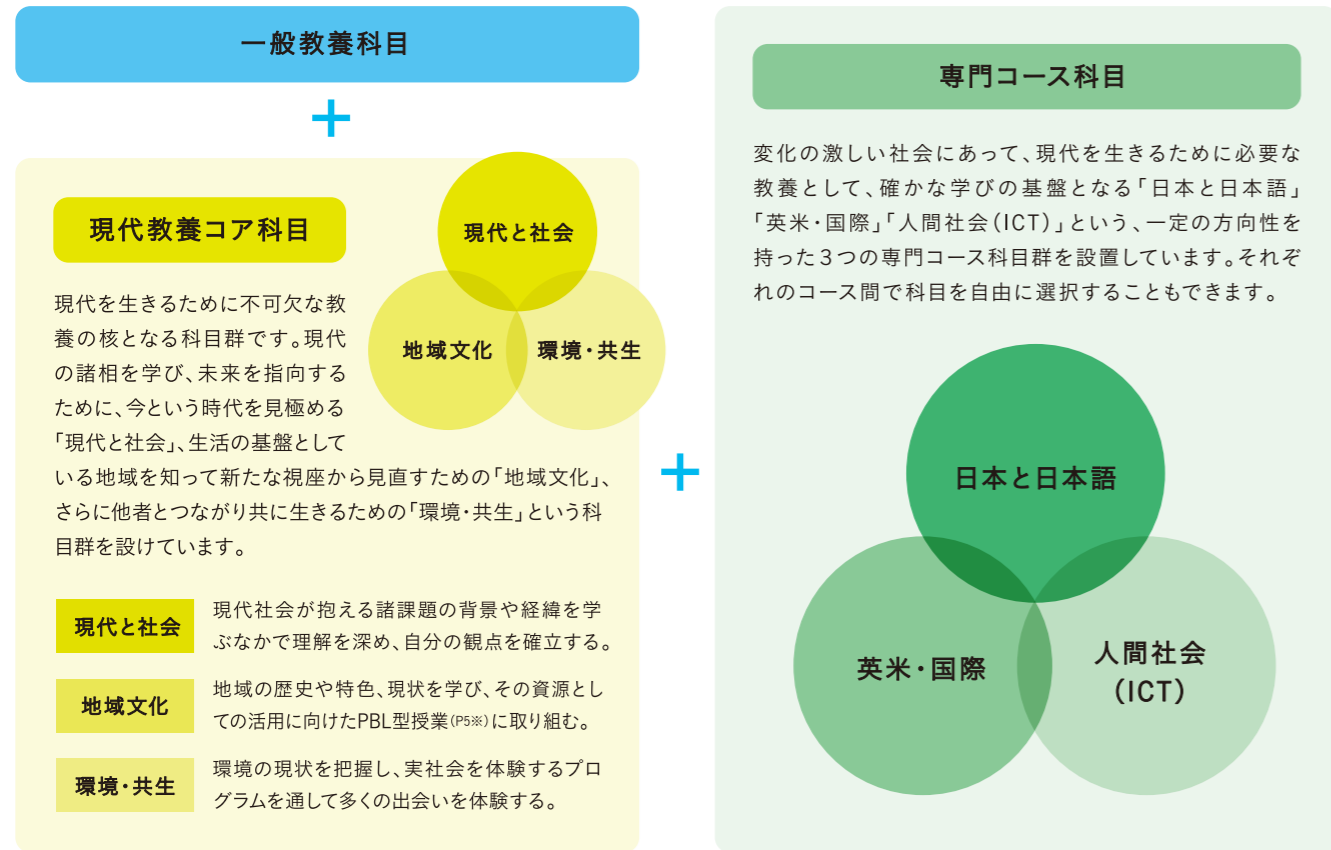 一般教養科目
+
現代教養コア科目
現代を生きるために不可欠な教
養の核となる科目群です。現代
の諸相を学び、未来を指向する
ために、今という時代を見極める
「現代と社会」、生活の基盤として
いる地域を知って新たな視座から見直すための「地域文化」、
さらに他者とつながり共に生きるための「環境・共生」という科
目群を設けています。
現代と社会
地域文化
環境・共生
現代と社会
現代社会が抱える諸課題の背景や経緯を学
ぶなかで理解を深め、自分の観点を確立する。
地域文化
地域の歴史や特色、現状を学び、その資源とし
ての活用に向けたPBL型授業(P5※)に取り組む。
環境・共生
環境の現状を把握し、実社会を体験するプロ
グラムを通して多くの出会いを体験する。
+
専門コース科目
変化の激しい社会にあって、現代を生きるために必要な
教養として、確かな学びの基盤となる「日本と日本語」
「英米・国際」「人間社会(ICT)」という、一定の方向性を
持った3つの専門コース科目群を設置しています。それぞ
れのコース間で科目を自由に選択することもできます。
日本と日本語
英米・国際
人間社会
(ICT)